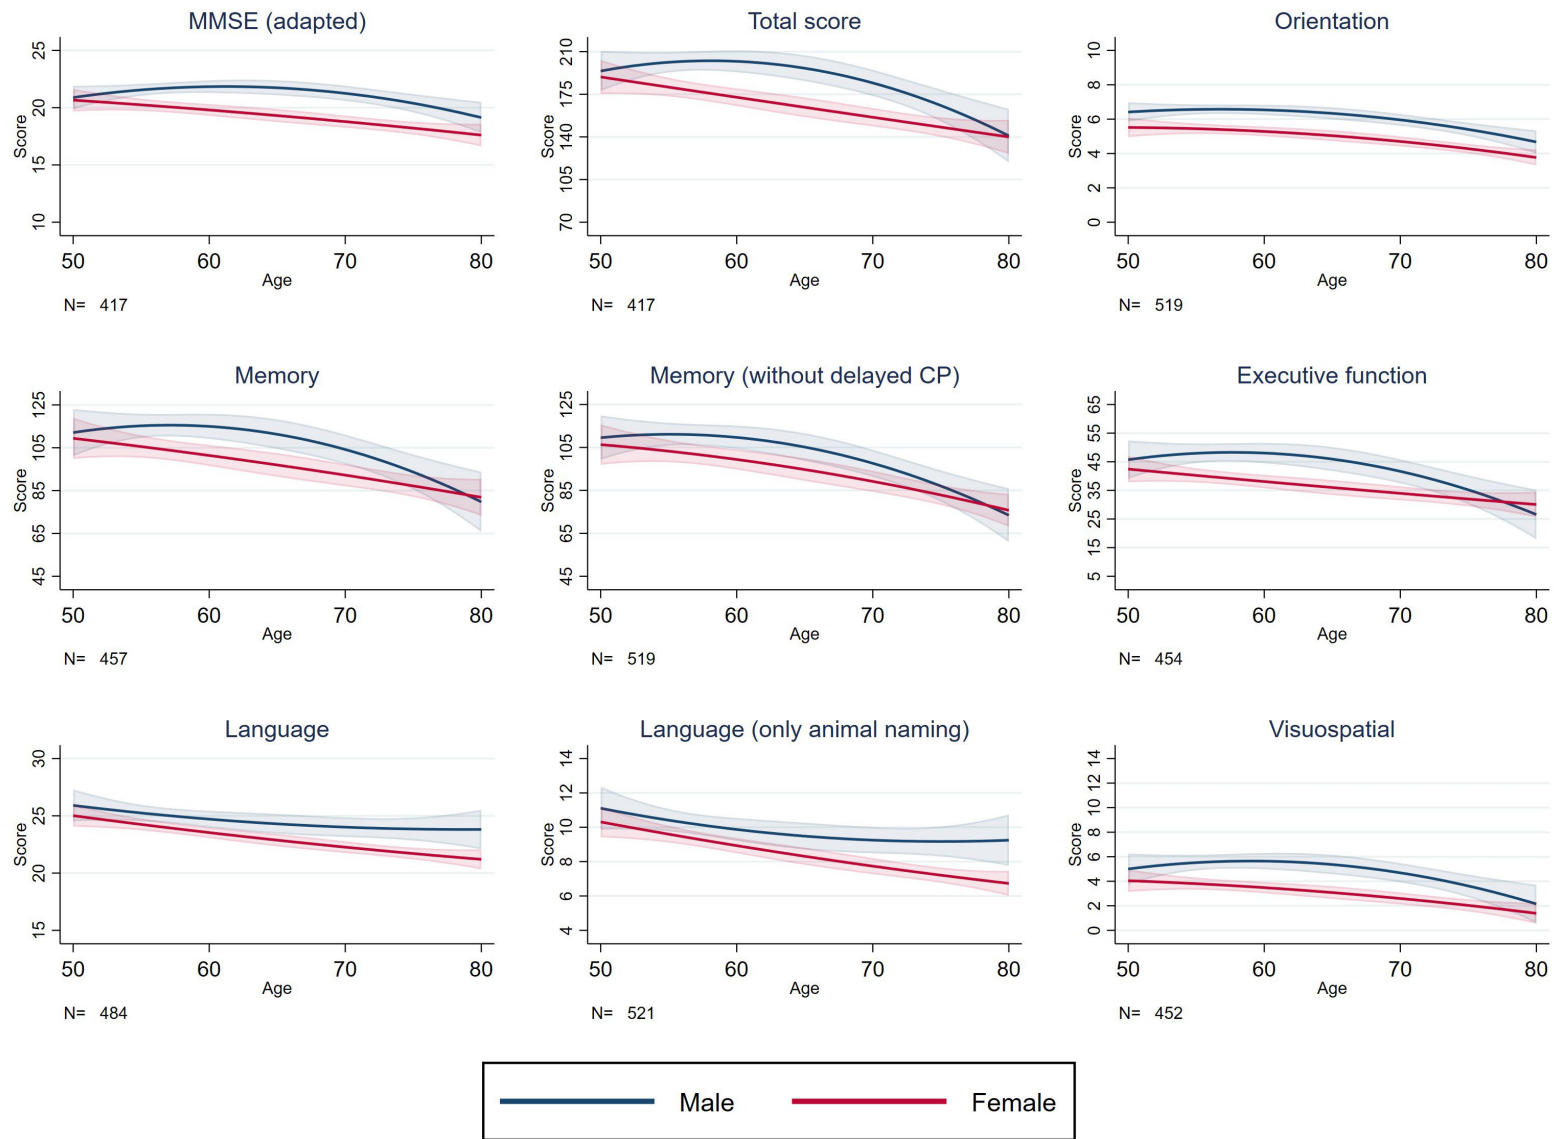 MMSE (adapted)
Score
25
20
15
10
50 60 70 80
Age
N= 417
Total score
Score
210
175
140
105
70
50 60 70 80
Age
N= 417
Orientation
Score
10
8
6
4
2
0
50 60 70 80
Age
N= 519
Memory
Score
125
105
85
65
45
50 60 70 80
Age
N= 457
Memory (without delayed CP)
Score
125
105
85
65
45
50 60 70 80
Age
N= 519
Executive function
Score
65
55
45
35
25
15
5
50 60 70 80
Age
N= 454
Language
Score
30
25
20
15
50 60 70 80
Age
N= 484
Language (only animal naming)
Score
14
12
10
8
6
4
50 60 70 80
Age
N= 521
Visuospatial
Score
14
12
10
8
6
4
2
0
50 60 70 80
Age
N= 452
Male Female